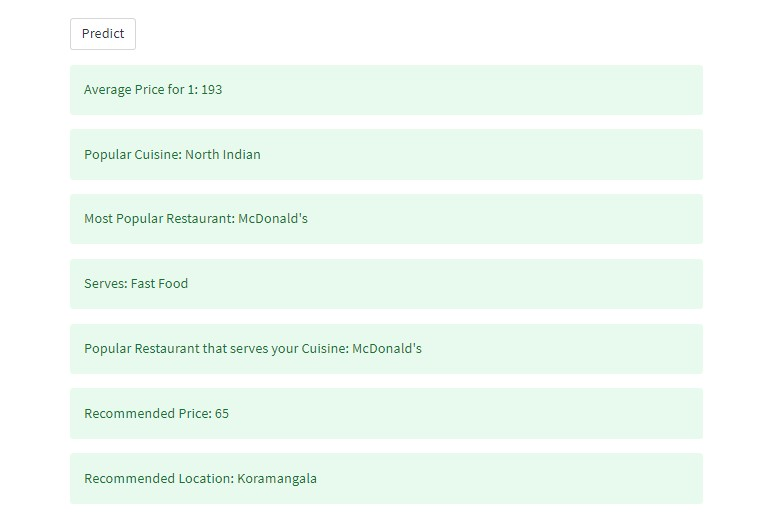 Predict
Average Price for 1: 193
Popular Cuisine: North Indian
Most Popular Restaurant: McDonald's
Serves: Fast Food
Popular Restaurant that serves your Cuisine: McDonald's
Recommended Price: 65
Recommended Location: Koramangala